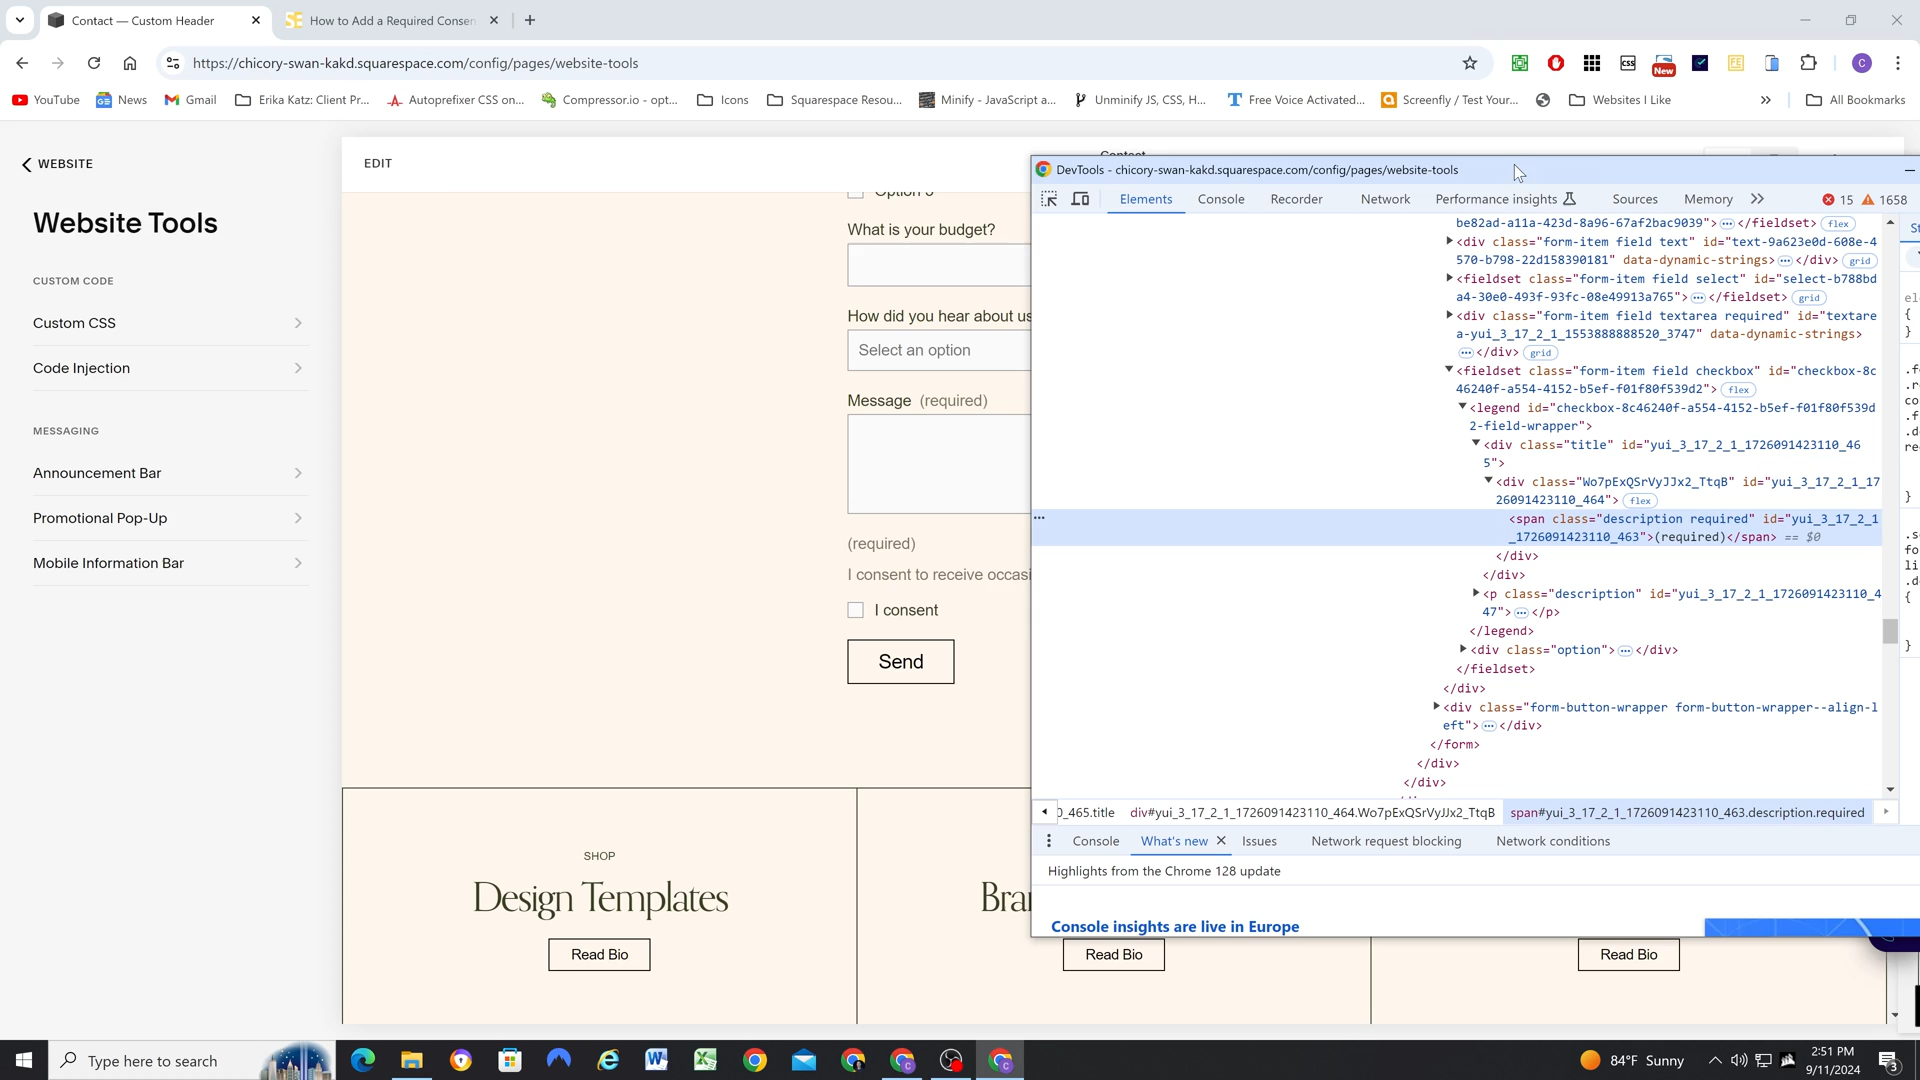 Contact — Custom Header
How to Add a Required Consen
https://chicory-swan-kakd.squarespace.com/config/pages/website-tools
CSS
New
FE
C
YouTube
News
Gmail
Erika Katz: Client Pr...
Autoprefixer CSS on...
Compressor.io - opt...
Icons
Squarespace Resou...
Minify - JavaScript a...
Unminify JS, CSS, H...
Free Voice Activated...
Screenfly / Test Your...
Websites I Like
All Bookmarks
WEBSITE
Website Tools
CUSTOM CODE
Custom CSS
Code Injection
MESSAGING
Announcement Bar
Promotional Pop-Up
Mobile Information Bar
EDIT
What is your budget?
How did you hear about us
Select an option
Message (required)
(required)
I consent to receive occasi
I consent
Send
SHOP
Design Templates
Read Bio
Bra
Read Bio
Read Bio
DevTools - chicory-swan-kakd.squarespace.com/config/pages/website-tools
Elements Console Recorder Network Performance insights Sources Memory 15 1658
be82ad-a11a-423d-8a96-67af2bac9039"> ⋯ </fieldset> flex
<div class="form-item field text" id="text-9a623e0d-608e-4
570-b798-22d158390181" data-dynamic-strings> ⋯ </div> grid
<fieldset class="form-item field select" id="select-b788bd
a4-30e0-493f-93fc-08e49913a765"> ⋯ </fieldset> grid
<div class="form-item field textarea required" id="textare
a-yui_3_17_2_1_1553888888520_3747" data-dynamic-strings>
⋯ </div> grid
<fieldset class="form-item field checkbox" id="checkbox-8c
46240f-a554-4152-b5ef-f01f80f539d2"> flex
<legend id="checkbox-8c46240f-a554-4152-b5ef-f01f80f539d
2-field-wrapper">
<div class="title" id="yui_3_17_2_1_1726091423110_46
5">
<div class="Wo7pExQSrVyJJx2_TtqB" id="yui_3_17_2_1_17
26091423110_464"> flex
<span class="description required" id="yui_3_17_2_1
_1726091423110_463">(required)</span> == $0
</div>
</div>
<p class="description" id="yui_3_17_2_1_1726091423110_4
47"> ⋯ </p>
</legend>
<div class="option"> ⋯ </div>
</fieldset>
</div>
<div class="form-button-wrapper form-button-wrapper--align-l
eft"> ⋯ </div>
</form>
</div>
</div>
0_465.title div#yui_3_17_2_1_1726091423110_464.Wo7pExQSrVyJJx2_TtqB span#yui_3_17_2_1_1726091423110_463.description.required
Console What's new Issues Network request blocking Network conditions
Highlights from the Chrome 128 update
Console insights are live in Europe
Type here to search
84°F Sunny
2:51 PM
9/11/2024
3